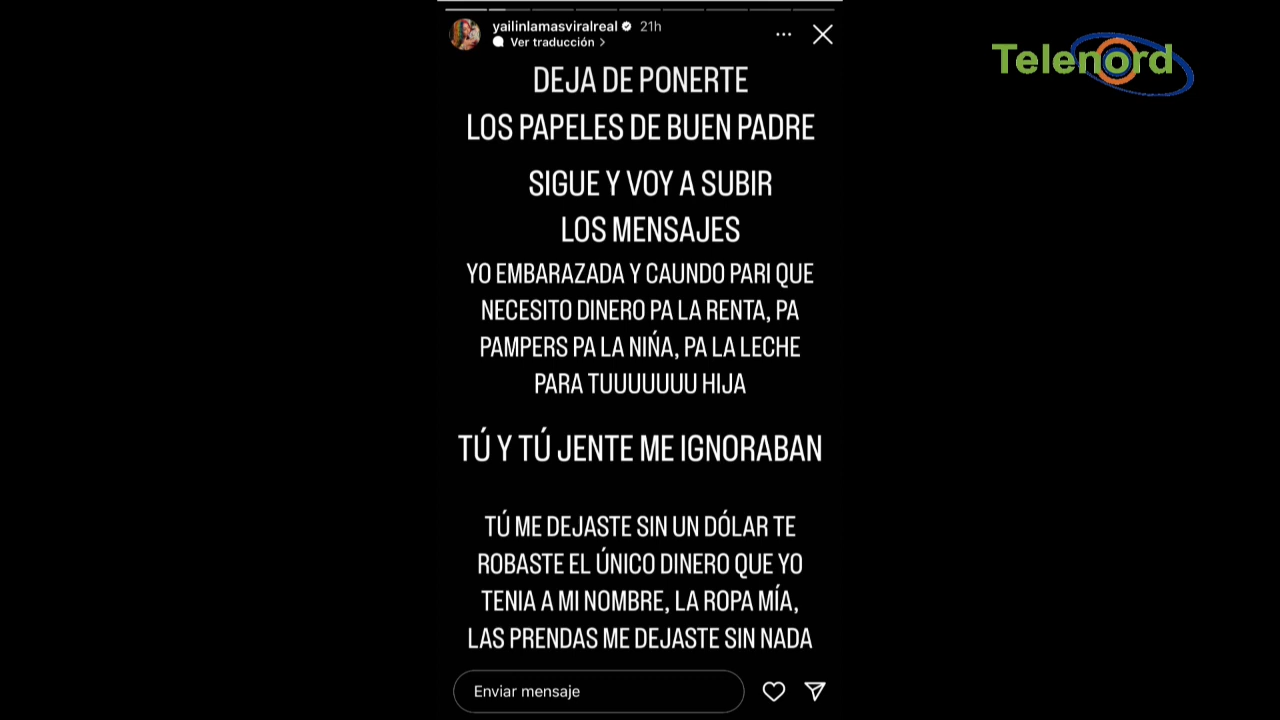 yailinlamasviralreal 21h
Ver traducción >
Telenord
DEJA DE PONERTE
LOS PAPELES DE BUEN PADRE
SIGUE Y VOY A SUBIR
LOS MENSAJES
YO EMBARAZADA Y CAUNDO PARI QUE
NECESITO DINERO PA LA RENTA, PA
PAMPERS PA LA NIŃA, PA LA LECHE
PARA TUUUUUUU HIJA
TÚ Y TÚ JENTE ME IGNORABAN
TÚ ME DEJASTE SIN UN DÓLAR TE
ROBASTE EL ÚNICO DINERO QUE YO
TENIA A MI NOMBRE, LA ROPA MÍA,
LAS PRENDAS ME DEJASTE SIN NADA
Enviar mensaje